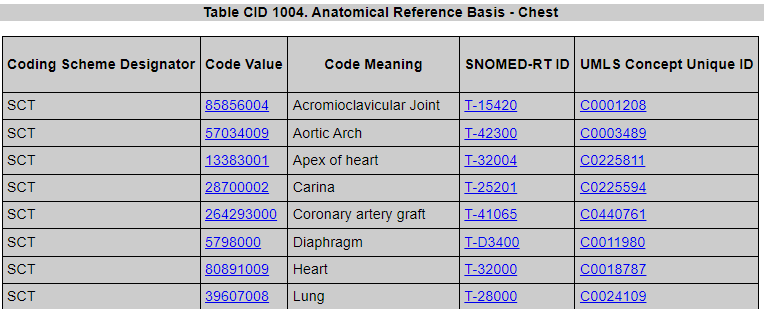 Table CID 1004. Anatomical Reference Basis - Chest
Coding Scheme Designator Code Value Code Meaning SNOMED-RT ID UMLS Concept Unique ID
SCT 85856004 Acromioclavicular Joint T-15420 C0001208
SCT 57034009 Aortic Arch T-42300 C0003489
SCT 13383001 Apex of heart T-32004 C0225811
SCT 28700002 Carina T-25201 C0225594
SCT 264293000 Coronary artery graft T-41065 C0440761
SCT 5798000 Diaphragm T-D3400 C0011980
SCT 80891009 Heart T-32000 C0018787
SCT 39607008 Lung T-28000 C0024109